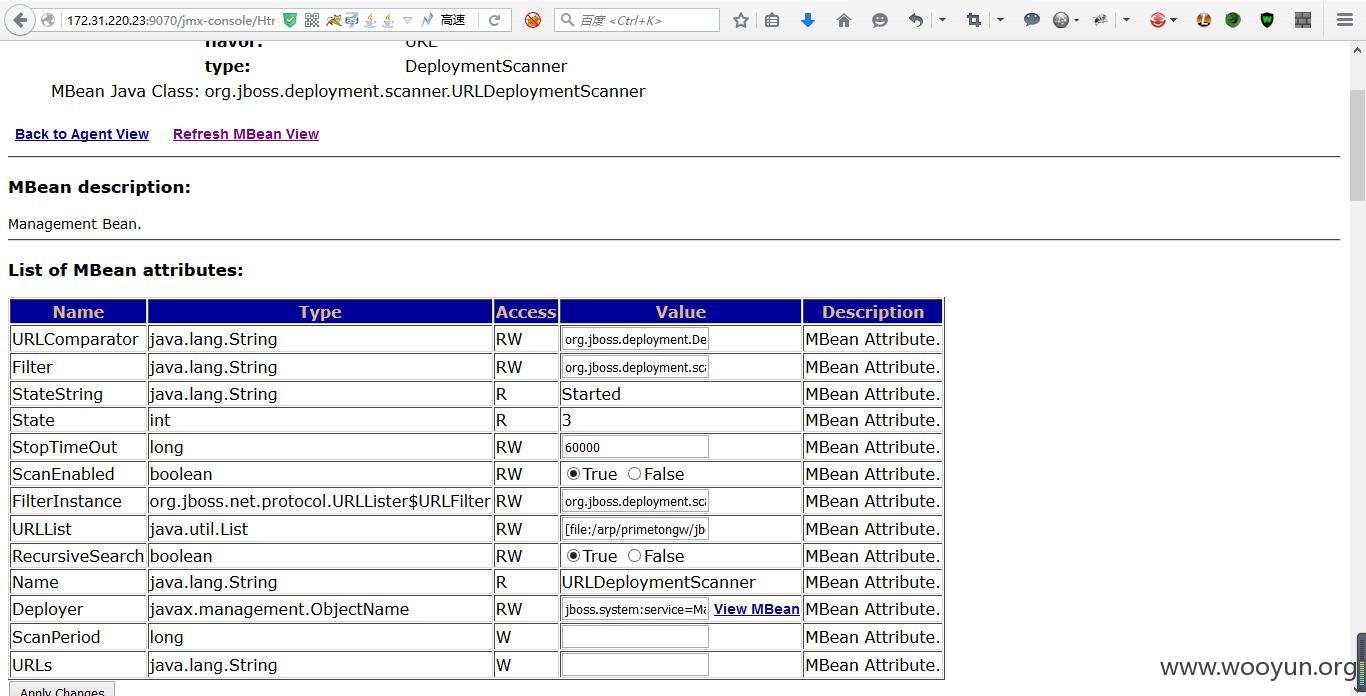 172.31.220.23:9070/jmx-console/Htr
高速
百度 <Ctrl+K>
flavor: URL
type: DeploymentScanner
MBean Java Class: org.jboss.deployment.scanner.URLDeploymentScanner
Back to Agent View Refresh MBean View
MBean description:
Management Bean.
List of MBean attributes:
Name Type Access Value Description
URLComparator java.lang.String RW org.jboss.deployment.De MBean Attribute.
Filter java.lang.String RW org.jboss.deployment.sca MBean Attribute.
StateString java.lang.String R Started MBean Attribute.
State int R 3 MBean Attribute.
StopTimeOut long RW 60000 MBean Attribute.
ScanEnabled boolean RW True False MBean Attribute.
FilterInstance org.jboss.net.protocol.URLLister$URLFilter RW org.jboss.deployment.sca MBean Attribute.
URLList java.util.List RW [file:/arp/primetongw/jb MBean Attribute.
RecursiveSearch boolean RW True False MBean Attribute.
Name java.lang.String R URLDeploymentScanner MBean Attribute.
Deployer javax.management.ObjectName RW jboss.system:service=Ma View MBean MBean Attribute.
ScanPeriod long W MBean Attribute.
URLs java.lang.String W MBean Attribute.
Apply Changes
www.wooyun.org